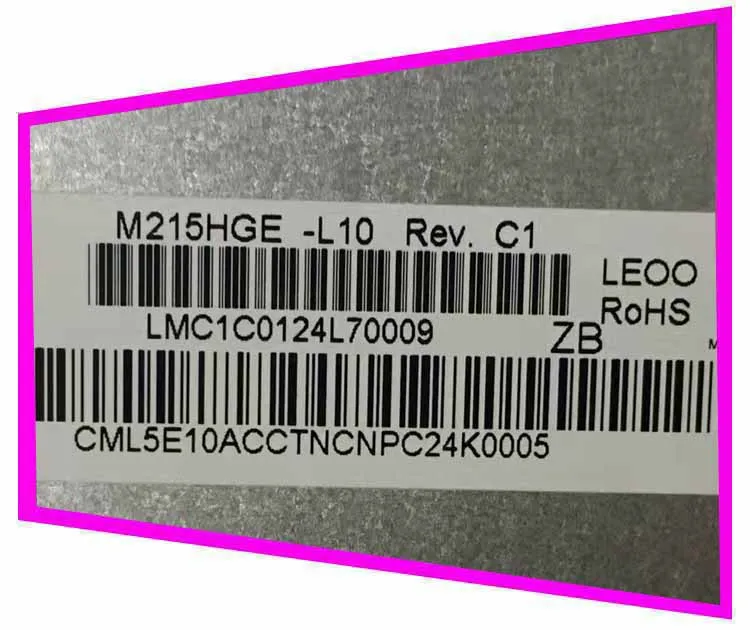 M215HGE -L10 Rev. C1
LEOO
RoHS
LMC1C0124L70009
ZB
CML5E10ACCTNCNPC24K0005